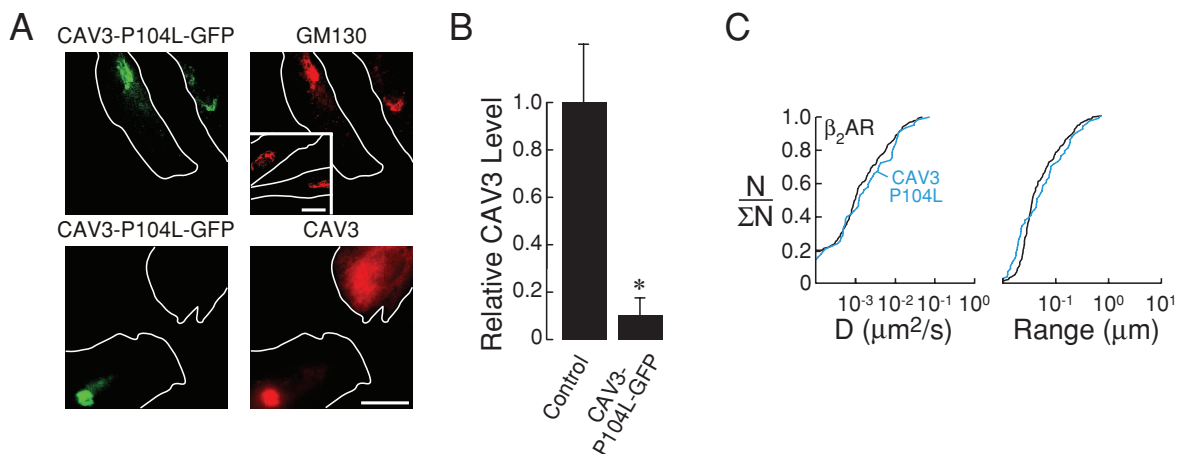 A
CAV3-P104L-GFP
GM130
CAV3-P104L-GFP
CAV3
B
Relative CAV3 Level
1.0
0.8
0.6
0.4
0.2
0
*
Control
CAV3-
P104L-GFP
C
N
ΣN
1.0
0.8
0.6
0.4
0.2
0
β₂AR
CAV3
P104L
10⁻³ 10⁻² 10⁻¹ 10⁰
D (μm²/s)
10⁻¹ 10⁰ 10¹
Range (μm)